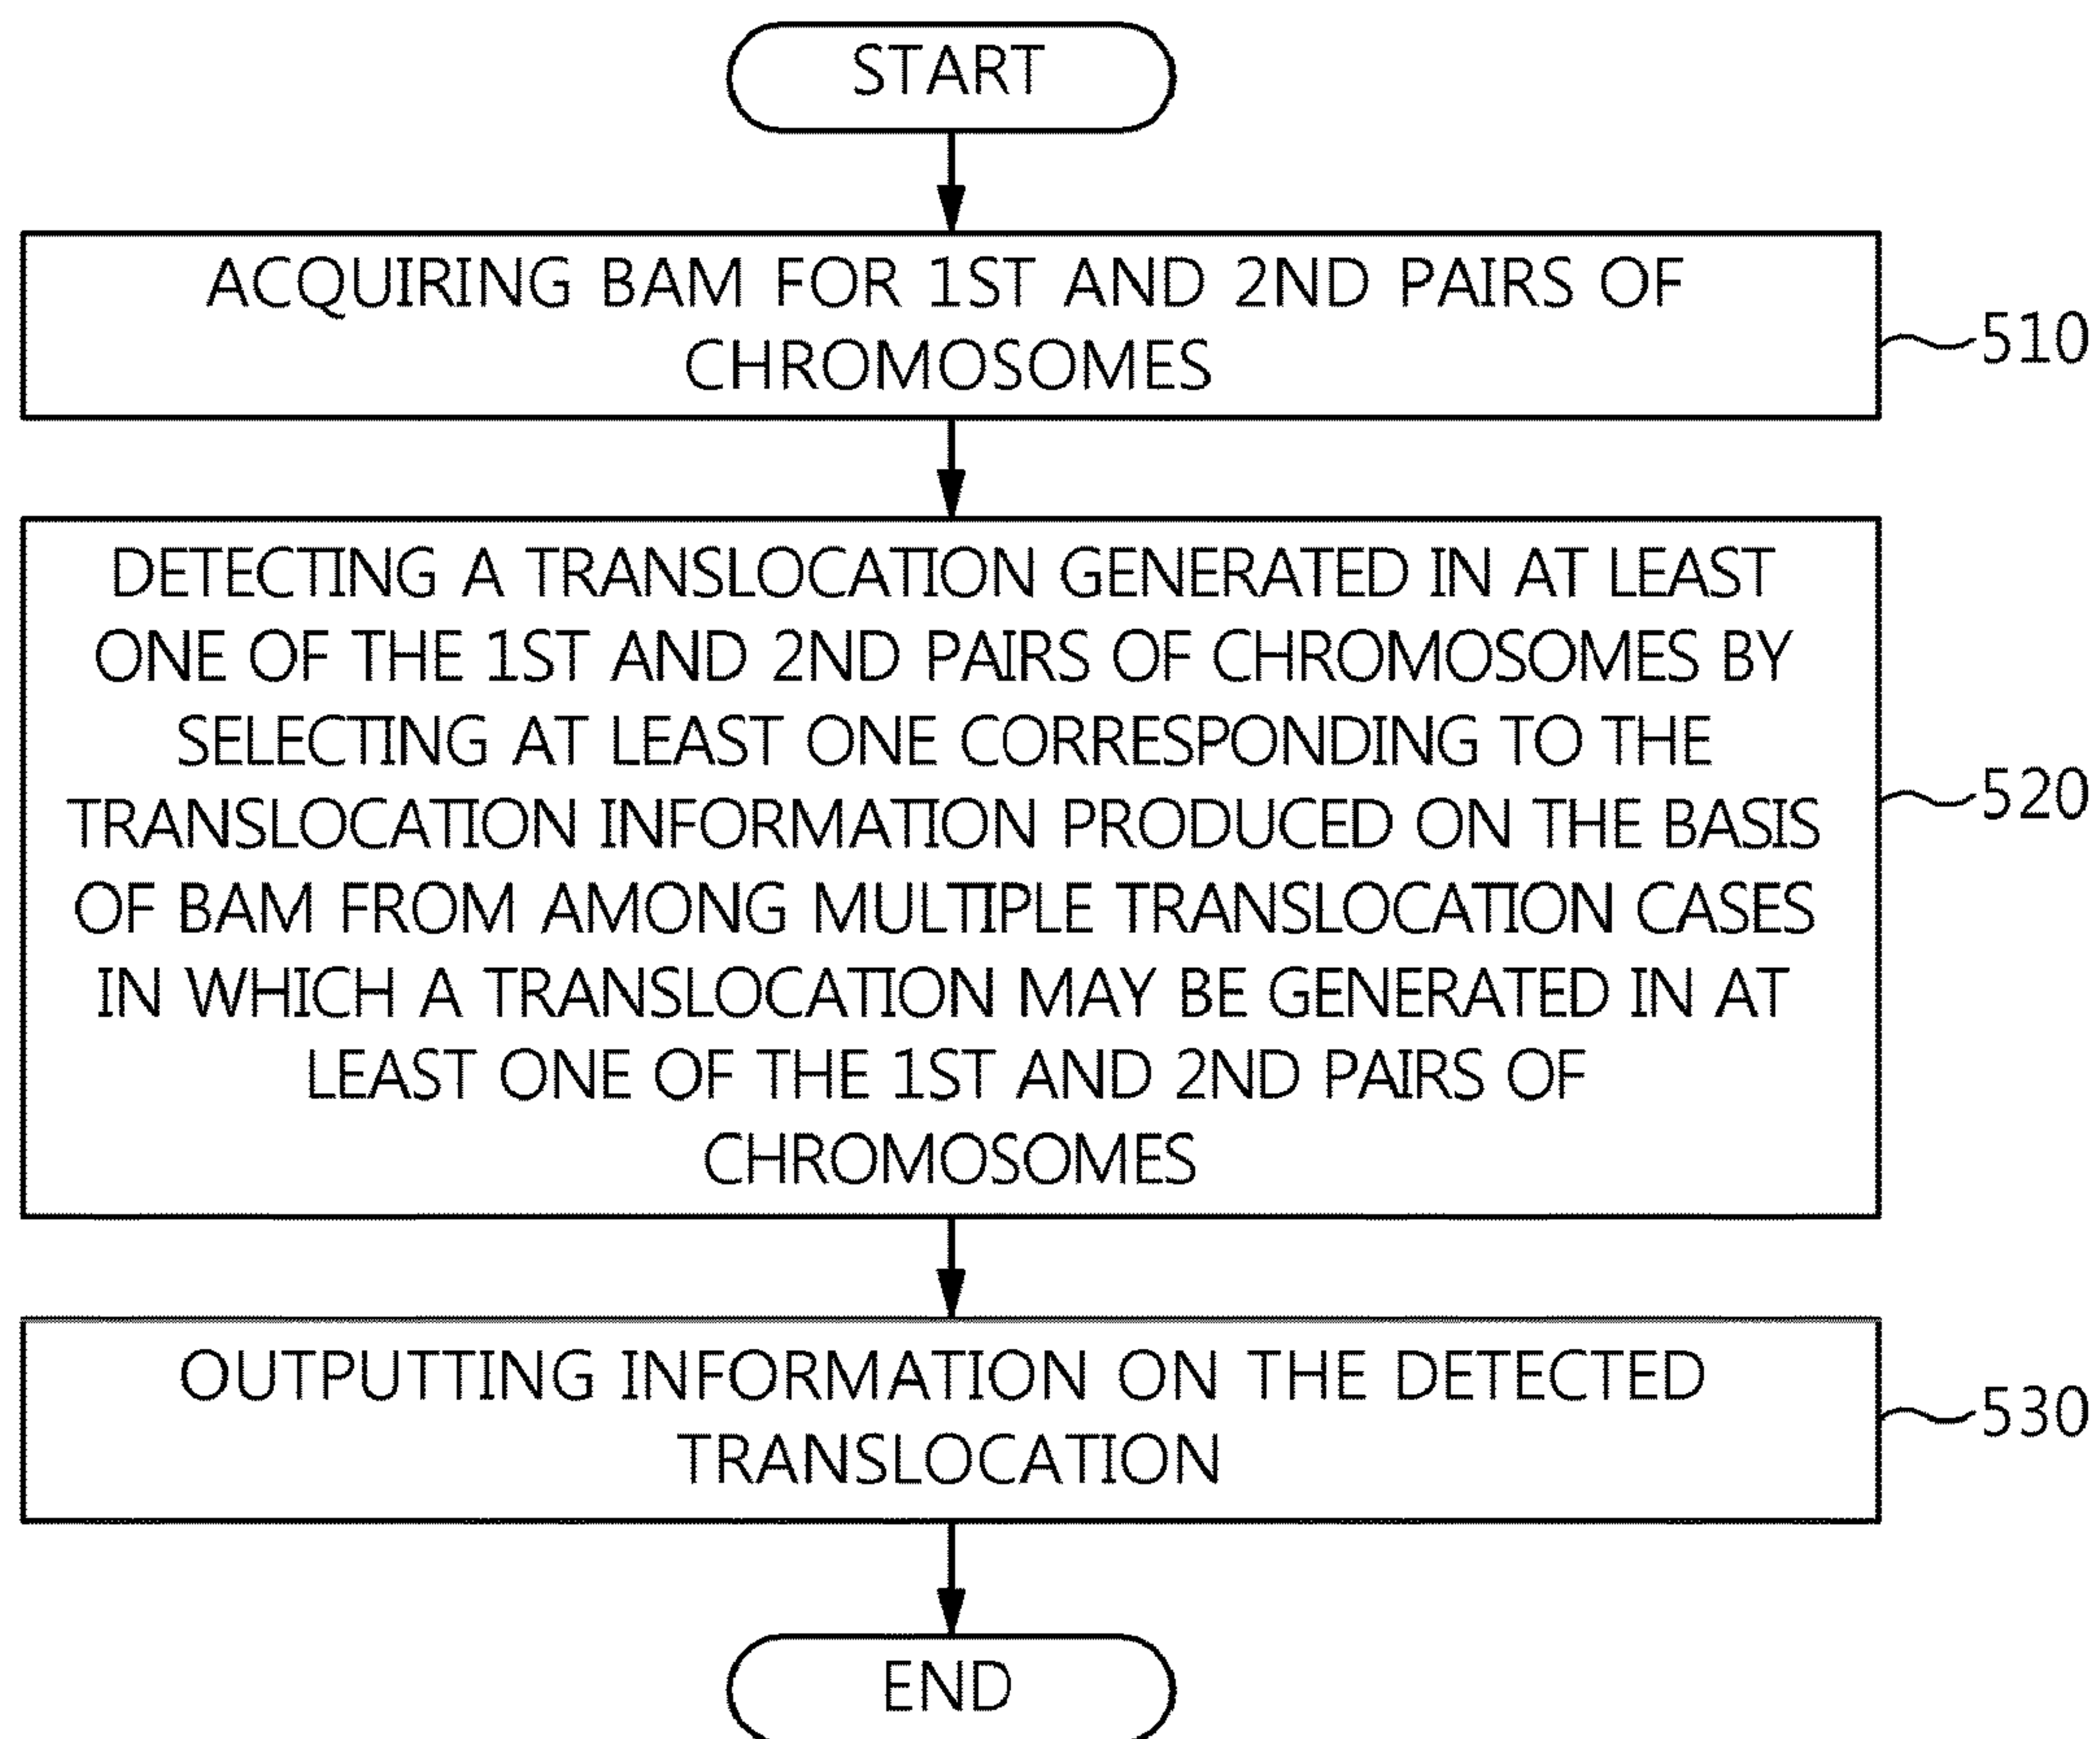 START
ACQUIRING BAM FOR 1ST AND 2ND PAIRS OF
CHROMOSOMES
510
DETECTING A TRANSLOCATION GENERATED IN AT LEAST
ONE OF THE 1ST AND 2ND PAIRS OF CHROMOSOMES BY
SELECTING AT LEAST ONE CORRESPONDING TO THE
TRANSLOCATION INFORMATION PRODUCED ON THE BASIS
OF BAM FROM AMONG MULTIPLE TRANSLOCATION CASES
IN WHICH A TRANSLOCATION MAY BE GENERATED IN AT
LEAST ONE OF THE 1ST AND 2ND PAIRS OF
CHROMOSOMES
520
OUTPUTTING INFORMATION ON THE DETECTED
TRANSLOCATION
530
END